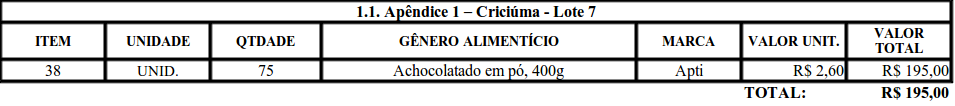 1.1. Apêndice 1 – Criciúma - Lote 7
ITEM UNIDADE QTDADE GÊNERO ALIMENTÍCIO MARCA VALOR UNIT. VALOR TOTAL
38 UNID. 75 Achocolatado em pó, 400g Apti R$ 2,60 R$ 195,00
TOTAL: R$ 195,00